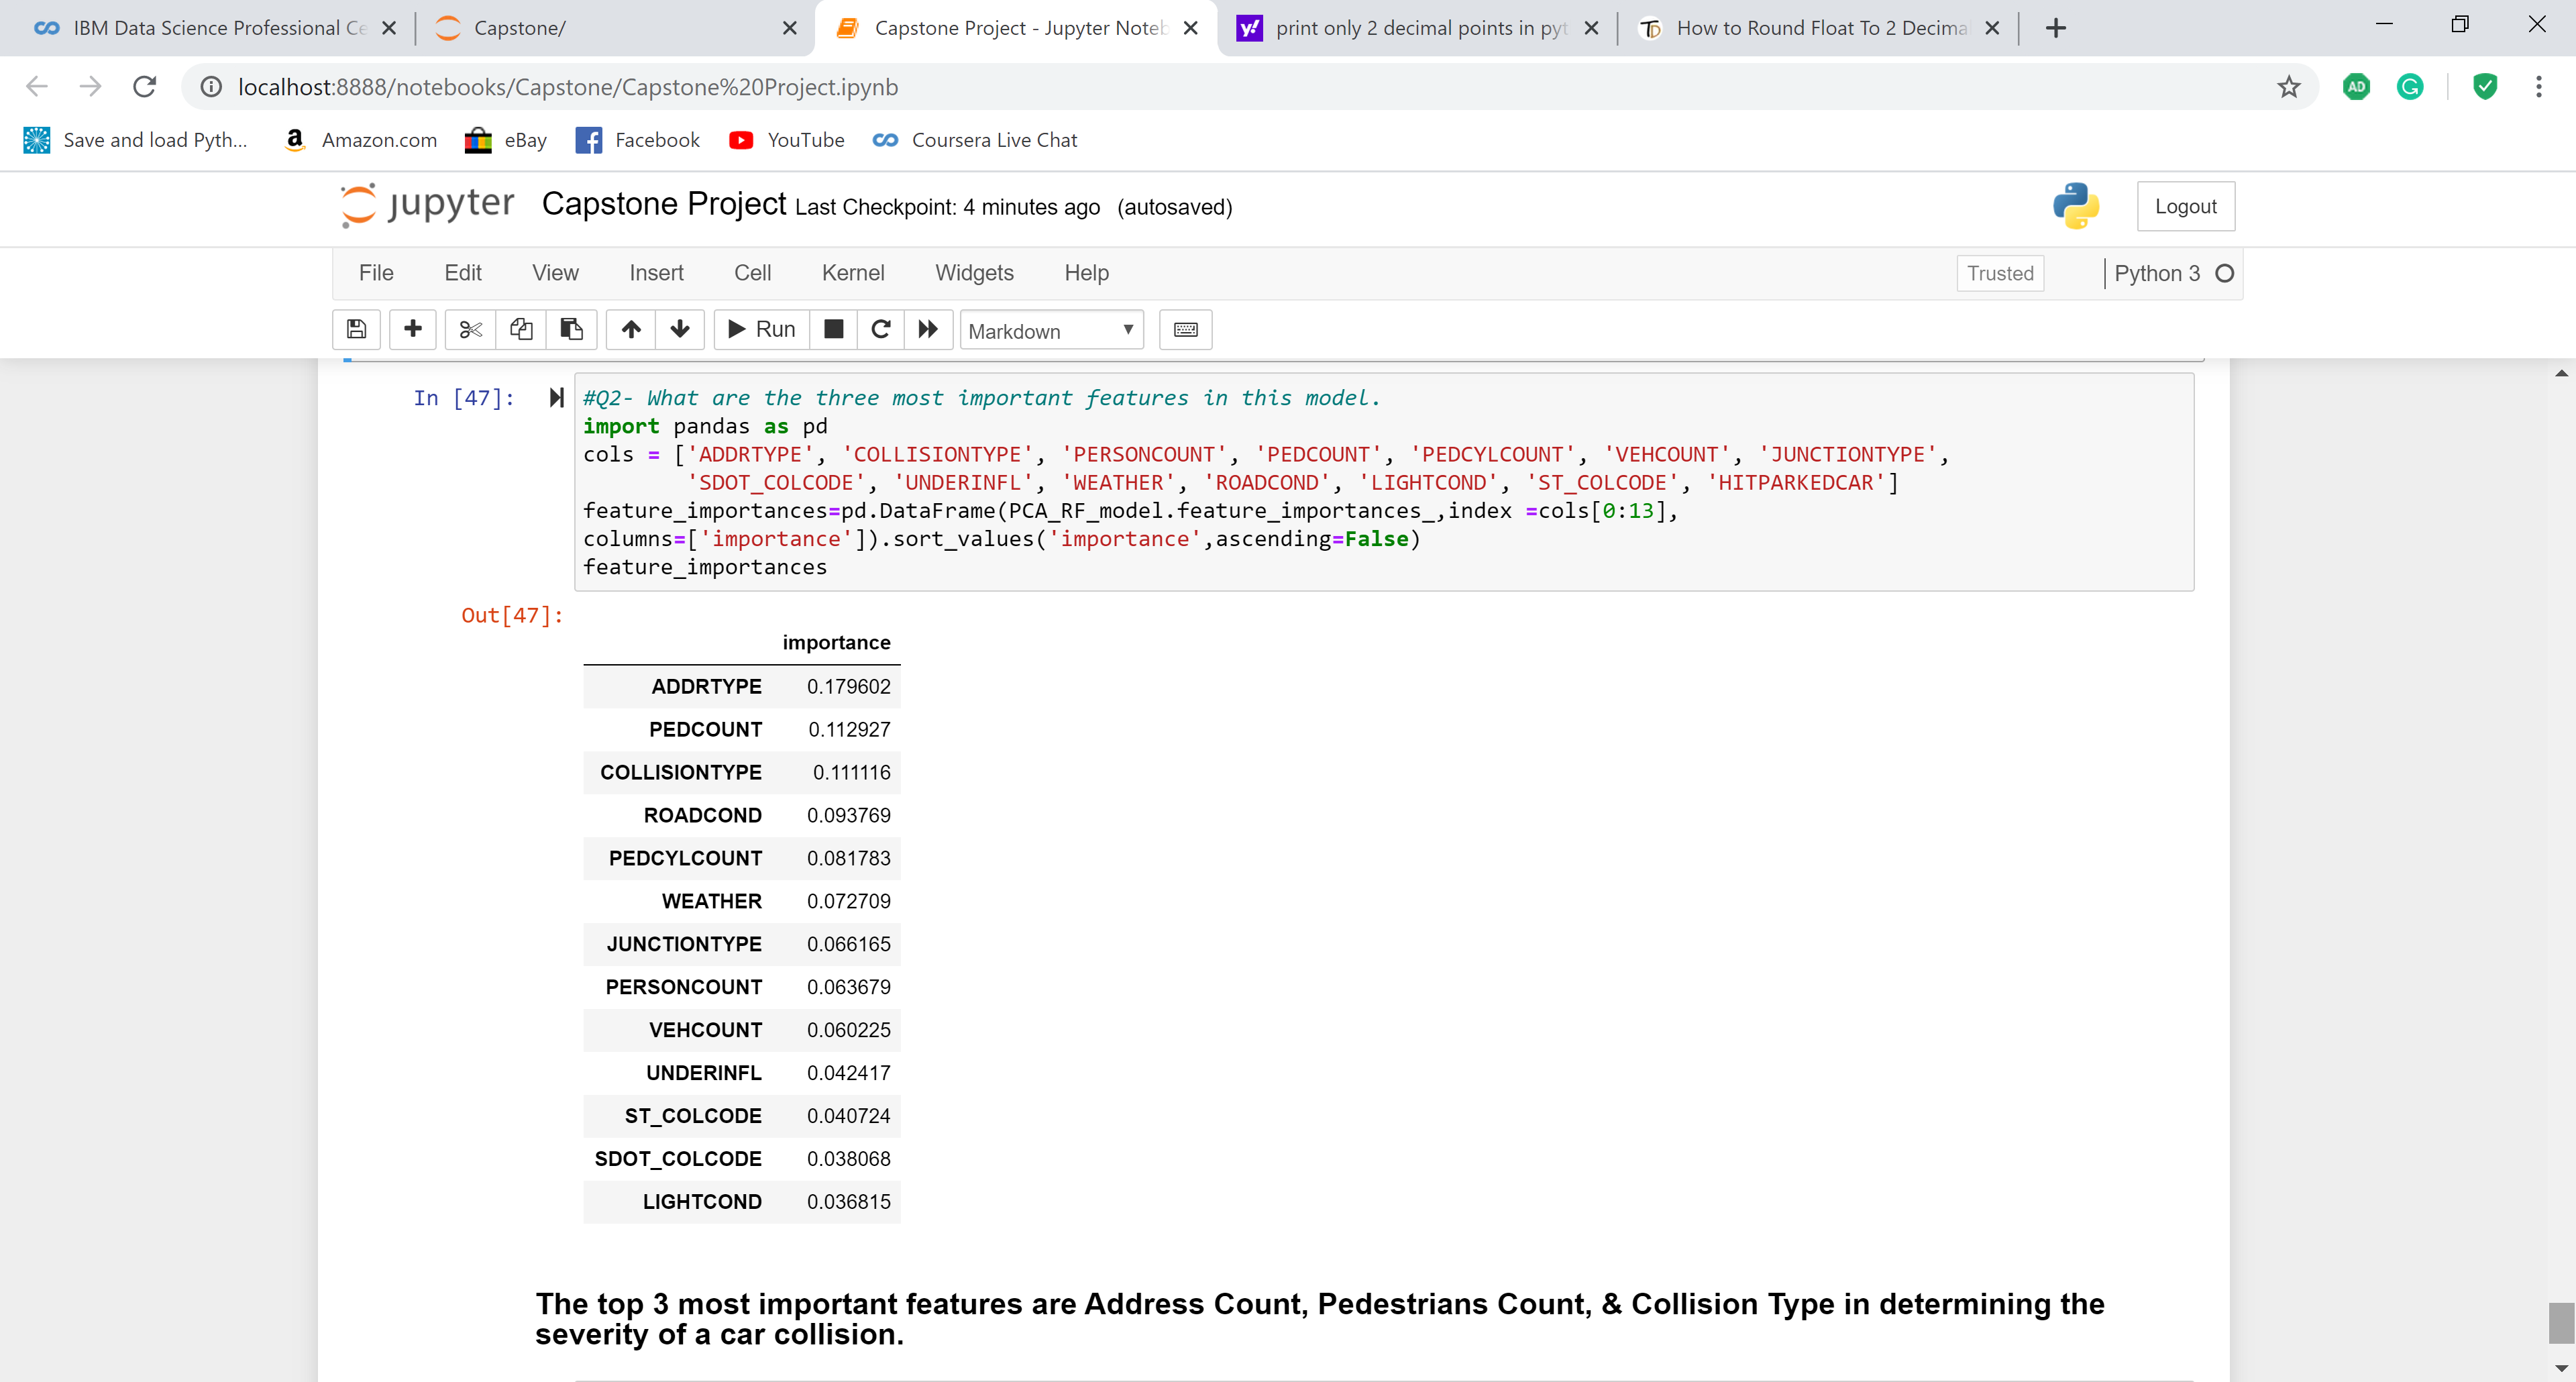 IBM Data Science Professional Ce
Capstone/
Capstone Project - Jupyter Noteb
print only 2 decimal points in pyt
How to Round Float To 2 Decima
localhost:8888/notebooks/Capstone/Capstone%20Project.ipynb
Save and load Pyth...
Amazon.com
eBay
Facebook
YouTube
Coursera Live Chat
jupyter Capstone Project Last Checkpoint: 4 minutes ago (autosaved)
Logout
File Edit View Insert Cell Kernel Widgets Help
Trusted
Python 3
Run
Markdown
In [47]:
#Q2- What are the three most important features in this model.
import pandas as pd
cols = ['ADDRTYPE', 'COLLISIONTYPE', 'PERSONCOUNT', 'PEDCOUNT', 'PEDCYLCOUNT', 'VEHCOUNT', 'JUNCTIONTYPE',
'SDOT_COLCODE', 'UNDERINFL', 'WEATHER', 'ROADCOND', 'LIGHTCOND', 'ST_COLCODE', 'HITPARKEDCAR']
feature_importances=pd.DataFrame(PCA_RF_model.feature_importances_,index =cols[0:13],
columns=['importance']).sort_values('importance',ascending=False)
feature_importances
Out[47]:
importance
ADDRTYPE 0.179602
PEDCOUNT 0.112927
COLLISIONTYPE 0.111116
ROADCOND 0.093769
PEDCYLCOUNT 0.081783
WEATHER 0.072709
JUNCTIONTYPE 0.066165
PERSONCOUNT 0.063679
VEHCOUNT 0.060225
UNDERINFL 0.042417
ST_COLCODE 0.040724
SDOT_COLCODE 0.038068
LIGHTCOND 0.036815
The top 3 most important features are Address Count, Pedestrians Count, & Collision Type in determining the
severity of a car collision.